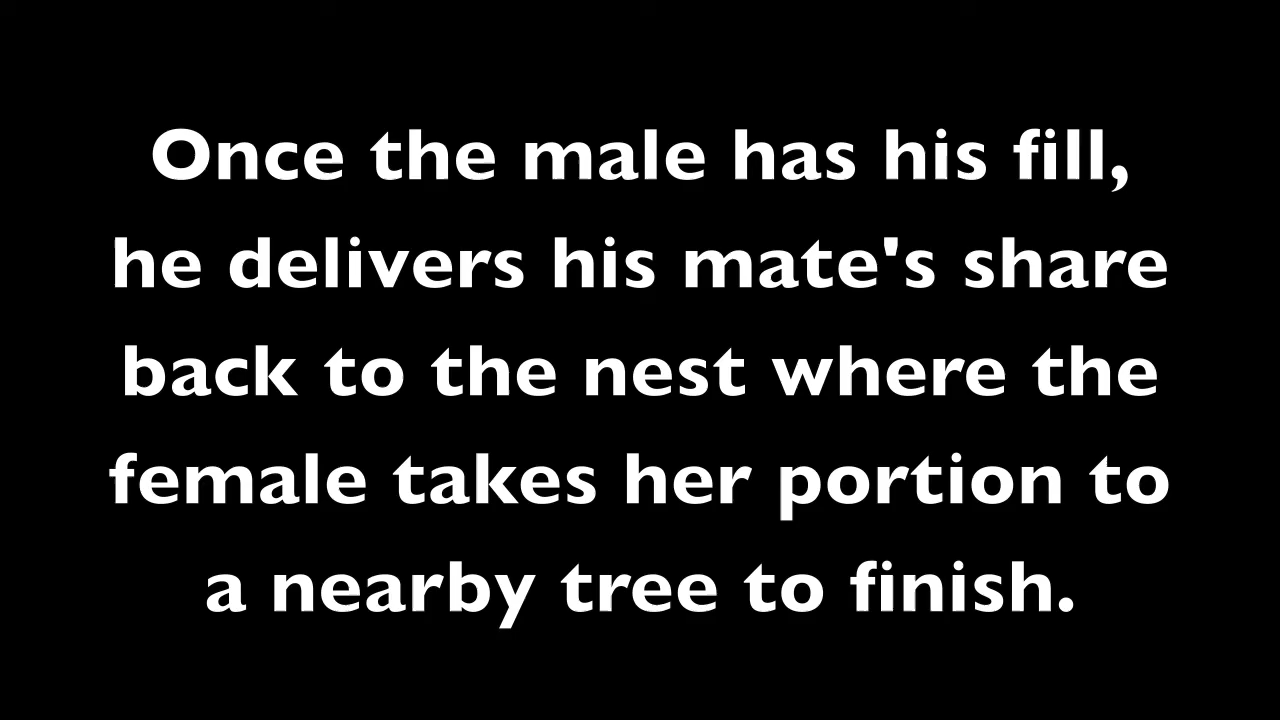 Once the male has his fill,
he delivers his mate's share
back to the nest where the
female takes her portion to
a nearby tree to finish.